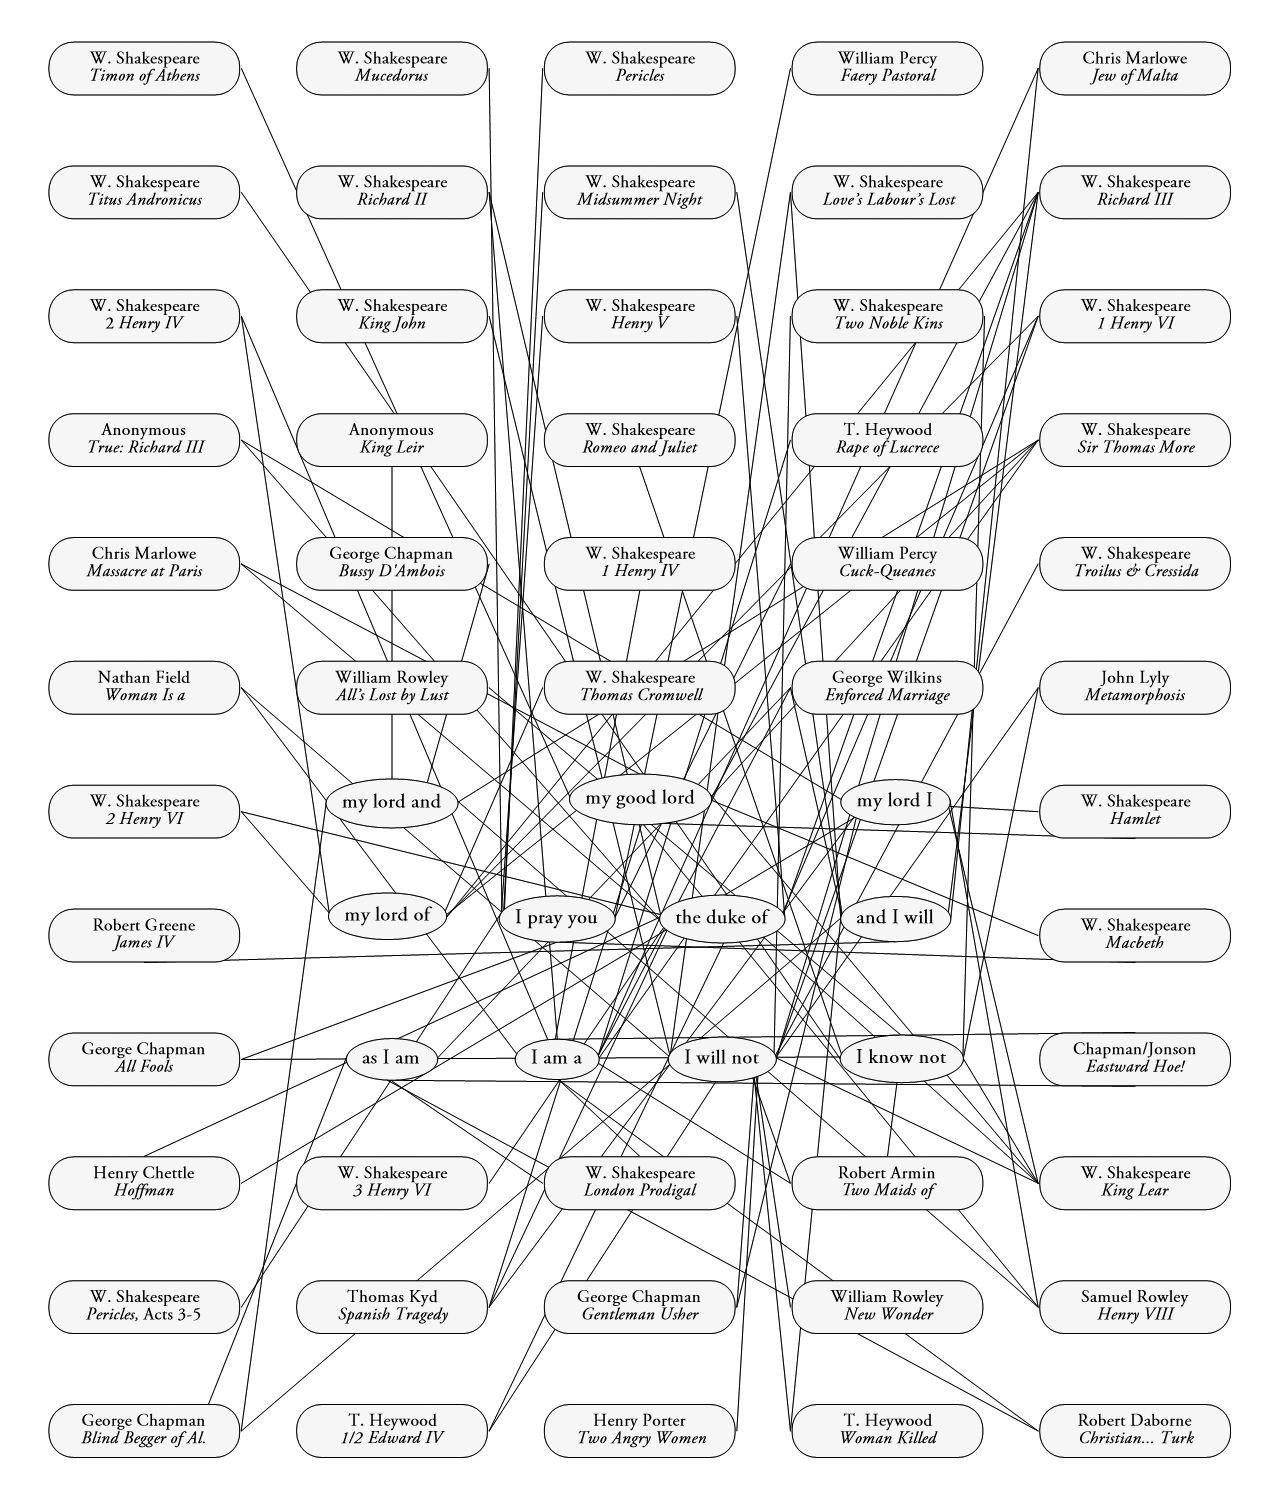 W. Shakespeare
Timon of Athens
W. Shakespeare
Mucedorus
W. Shakespeare
Pericles
William Percy
Faery Pastoral
Chris Marlowe
Jew of Malta
W. Shakespeare
Titus Andronicus
W. Shakespeare
Richard II
W. Shakespeare
Midsummer Night
W. Shakespeare
Love's Labour's Lost
W. Shakespeare
Richard III
W. Shakespeare
2 Henry IV
W. Shakespeare
King John
W. Shakespeare
Henry V
W. Shakespeare
Two Noble Kins
W. Shakespeare
1 Henry VI
Anonymous
True: Richard III
Anonymous
King Leir
W. Shakespeare
Romeo and Juliet
T. Heywood
Rape of Lucrece
W. Shakespeare
Sir Thomas More
Chris Marlowe
Massacre at Paris
George Chapman
Bussy D'Ambois
W. Shakespeare
1 Henry IV
William Percy
Cuck-Queanes
W. Shakespeare
Troilus & Cressida
Nathan Field
Woman Is a
William Rowley
All's Lost by Lust
W. Shakespeare
Thomas Cromwell
George Wilkins
Enforced Marriage
John Lyly
Metamorphosis
W. Shakespeare
2 Henry VI
my lord and
my good lord
my lord I
W. Shakespeare
Hamlet
Robert Greene
James IV
my lord of
I pray you
the duke of
and I will
W. Shakespeare
Macbeth
George Chapman
All Fools
as I am
I am a
I will not
I know not
Chapman/Jonson
Eastward Hoe!
Henry Chettle
Hoffman
W. Shakespeare
3 Henry VI
W. Shakespeare
London Prodigal
Robert Armin
Two Maids of
W. Shakespeare
King Lear
W. Shakespeare
Pericles, Acts 3-5
Thomas Kyd
Spanish Tragedy
George Chapman
Gentleman Usher
William Rowley
New Wonder
Samuel Rowley
Henry VIII
George Chapman
Blind Begger of Al.
T. Heywood
1/2 Edward IV
Henry Porter
Two Angry Women
T. Heywood
Woman Killed
Robert Daborne
Christian... Turk